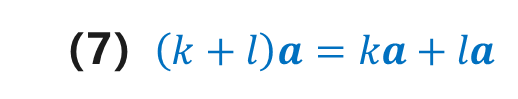 (7) (k + l)a = ka + la